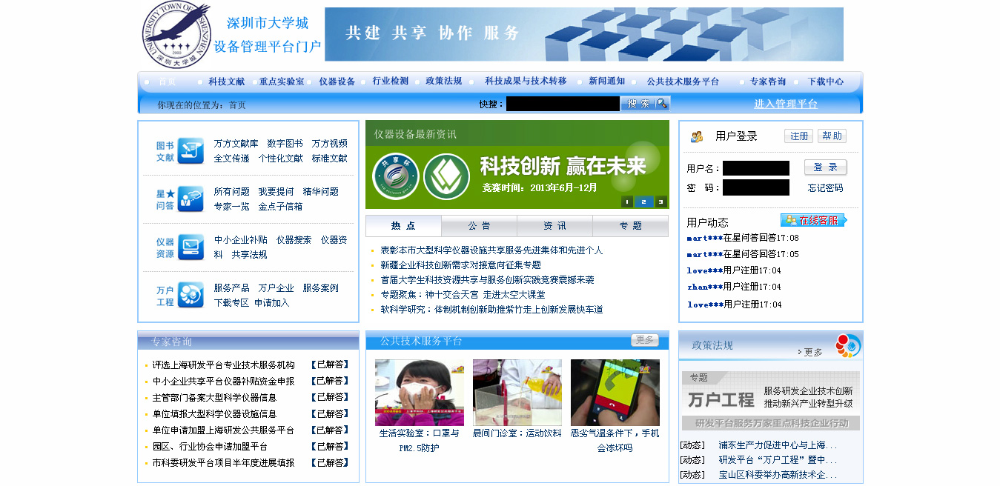 UNIVERSITY TOWN OF SHENZHEN
2000
深圳大学城
深圳市大学城
设备管理平台门户
共建 共享 协作 服务
首页 科技文献 重点实验室 仪器设备 行业检测 政策法规 科技成果与技术转移 新闻通知 公共技术服务平台 专家咨询 下载中心
你现在的位置为：首页 快搜： 搜 索 进入管理平台
图书
文献
万方文献库 数字图书 万方视频
全文传递 个性化文献 标准文献
星★
问答
所有问题 我要提问 精华问题
专家一览 金点子信箱
仪器
资源
中小企业补贴 仪器搜索 仪器资
料 共享法规
万户
工程
服务产品 万户企业 服务案例
下载专区 申请加入
仪器设备最新资讯
共享杯
科技创新 赢在未来
竞赛时间：2013年6月-12月
1 2 3
热 点 公 告 资 讯 专 题
表彰本市大型科学仪器设施共享服务先进集体和先进个人
新疆企业科技创新需求对接意向征集专题
首届大学生科技资源共享与服务创新实践竞赛震撼来袭
专题聚焦：神十交会天宫 走进太空大课堂
软科学研究：体制机制创新助推紫竹走上创新发展快车道
用户登录 注册 帮助
用户名： 登 录
密 码： 忘记密码
用户动态 在线客服
mart***在星问答回答17:08
mart***在星问答回答17:05
love***用户注册17:04
zhan***用户注册17:04
love***用户注册17:04
专家咨询
评选上海研发平台专业技术服务机构 【已解答】
中小企业共享平台仪器补贴资金申报 【已解答】
主管部门备案大型科学仪器信息 【已解答】
单位填报大型科学仪器设施信息 【已解答】
单位申请加盟上海研发公共服务平台 【已解答】
园区、行业协会申请加盟平台 【已解答】
市科委研发平台项目半年度进展填报 【已解答】
公共技术服务平台 更多
生活实验室：口罩与
PM2.5防护
晨间门诊室：运动饮料
恶劣气温条件下，手机
会冻坏吗
政策法规 更多
专题
万户工程
服务研发企业技术创新
推动新兴产业转型升级
研发平台服务万家重点科技企业行动
[动态] 浦东生产力促进中心与上海...
[动态] 研发平台“万户工程”暨中...
[动态] 宝山区科委举办高新技术企...